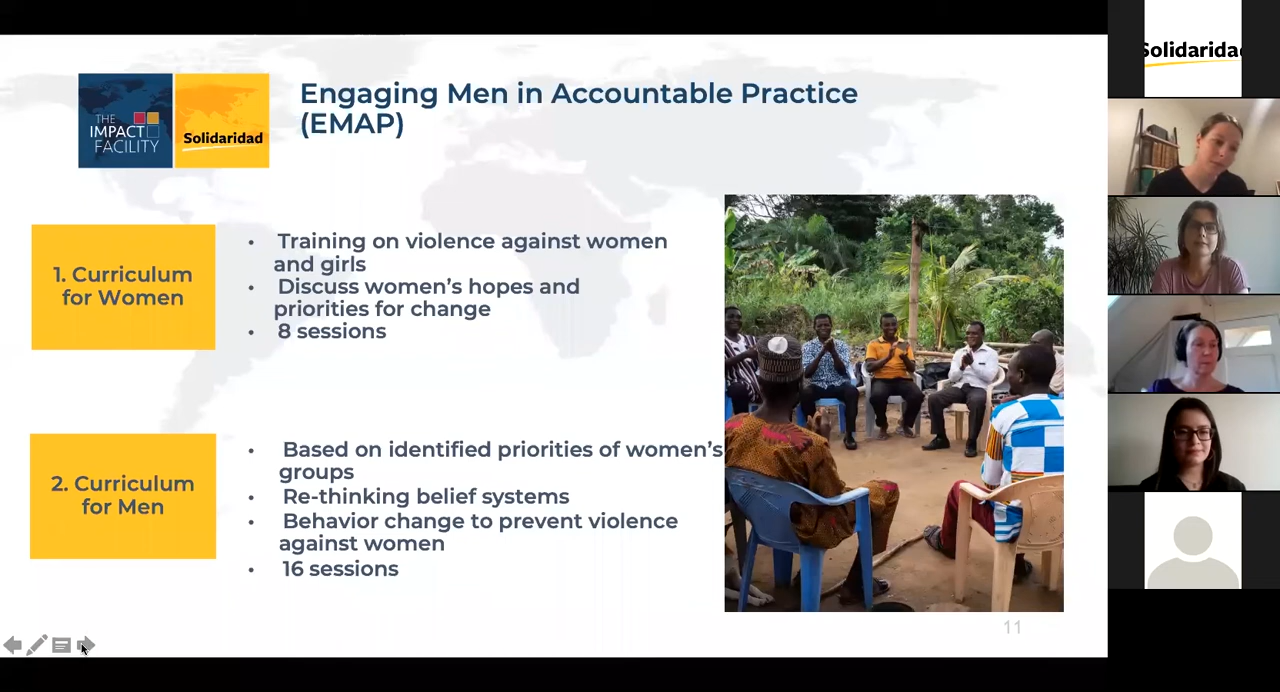 THE
IMPACT
FACILITY
Solidaridad
Engaging Men in Accountable Practice
(EMAP)
1. Curriculum
for Women
• Training on violence against women
and girls
• Discuss women's hopes and
priorities for change
• 8 sessions
2. Curriculum
for Men
• Based on identified priorities of women's
groups
• Re-thinking belief systems
• Behavior change to prevent violence
against women
• 16 sessions
11
Solidaridad